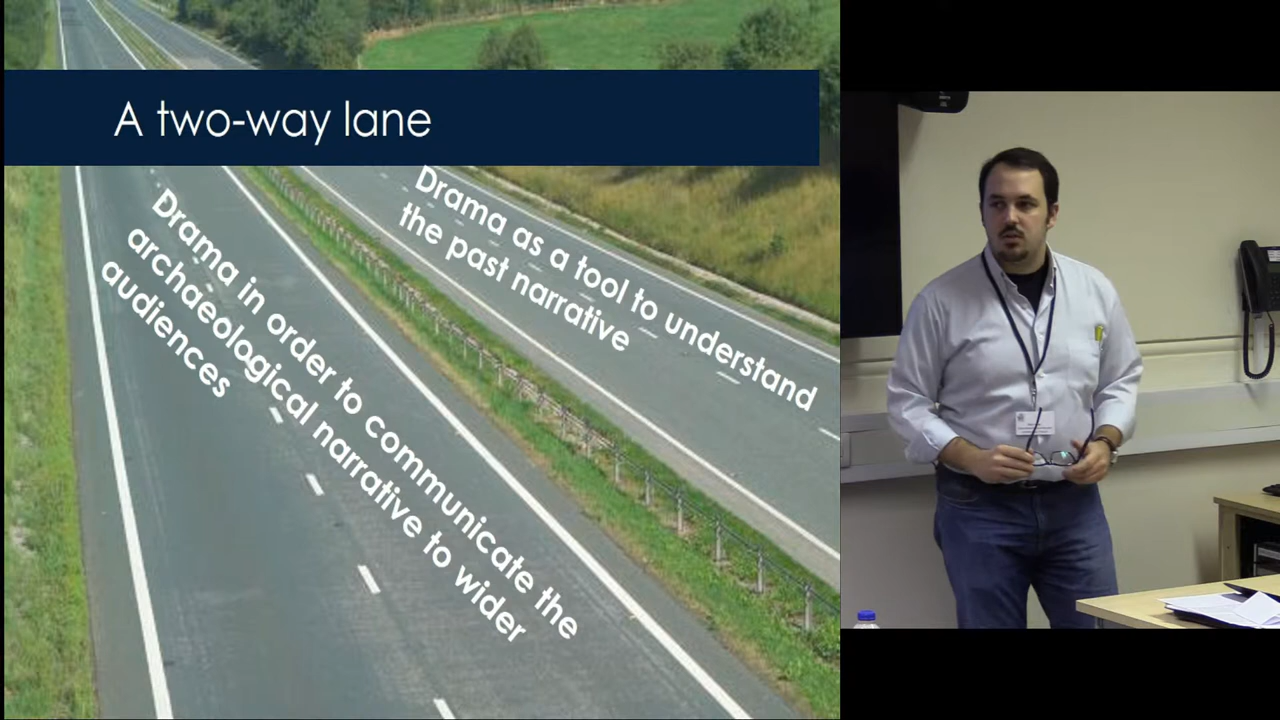 A two-way lane
Drama in order to communicate the
archaeological narrative to wider
audiences
Drama as a tool to understand
the past narrative